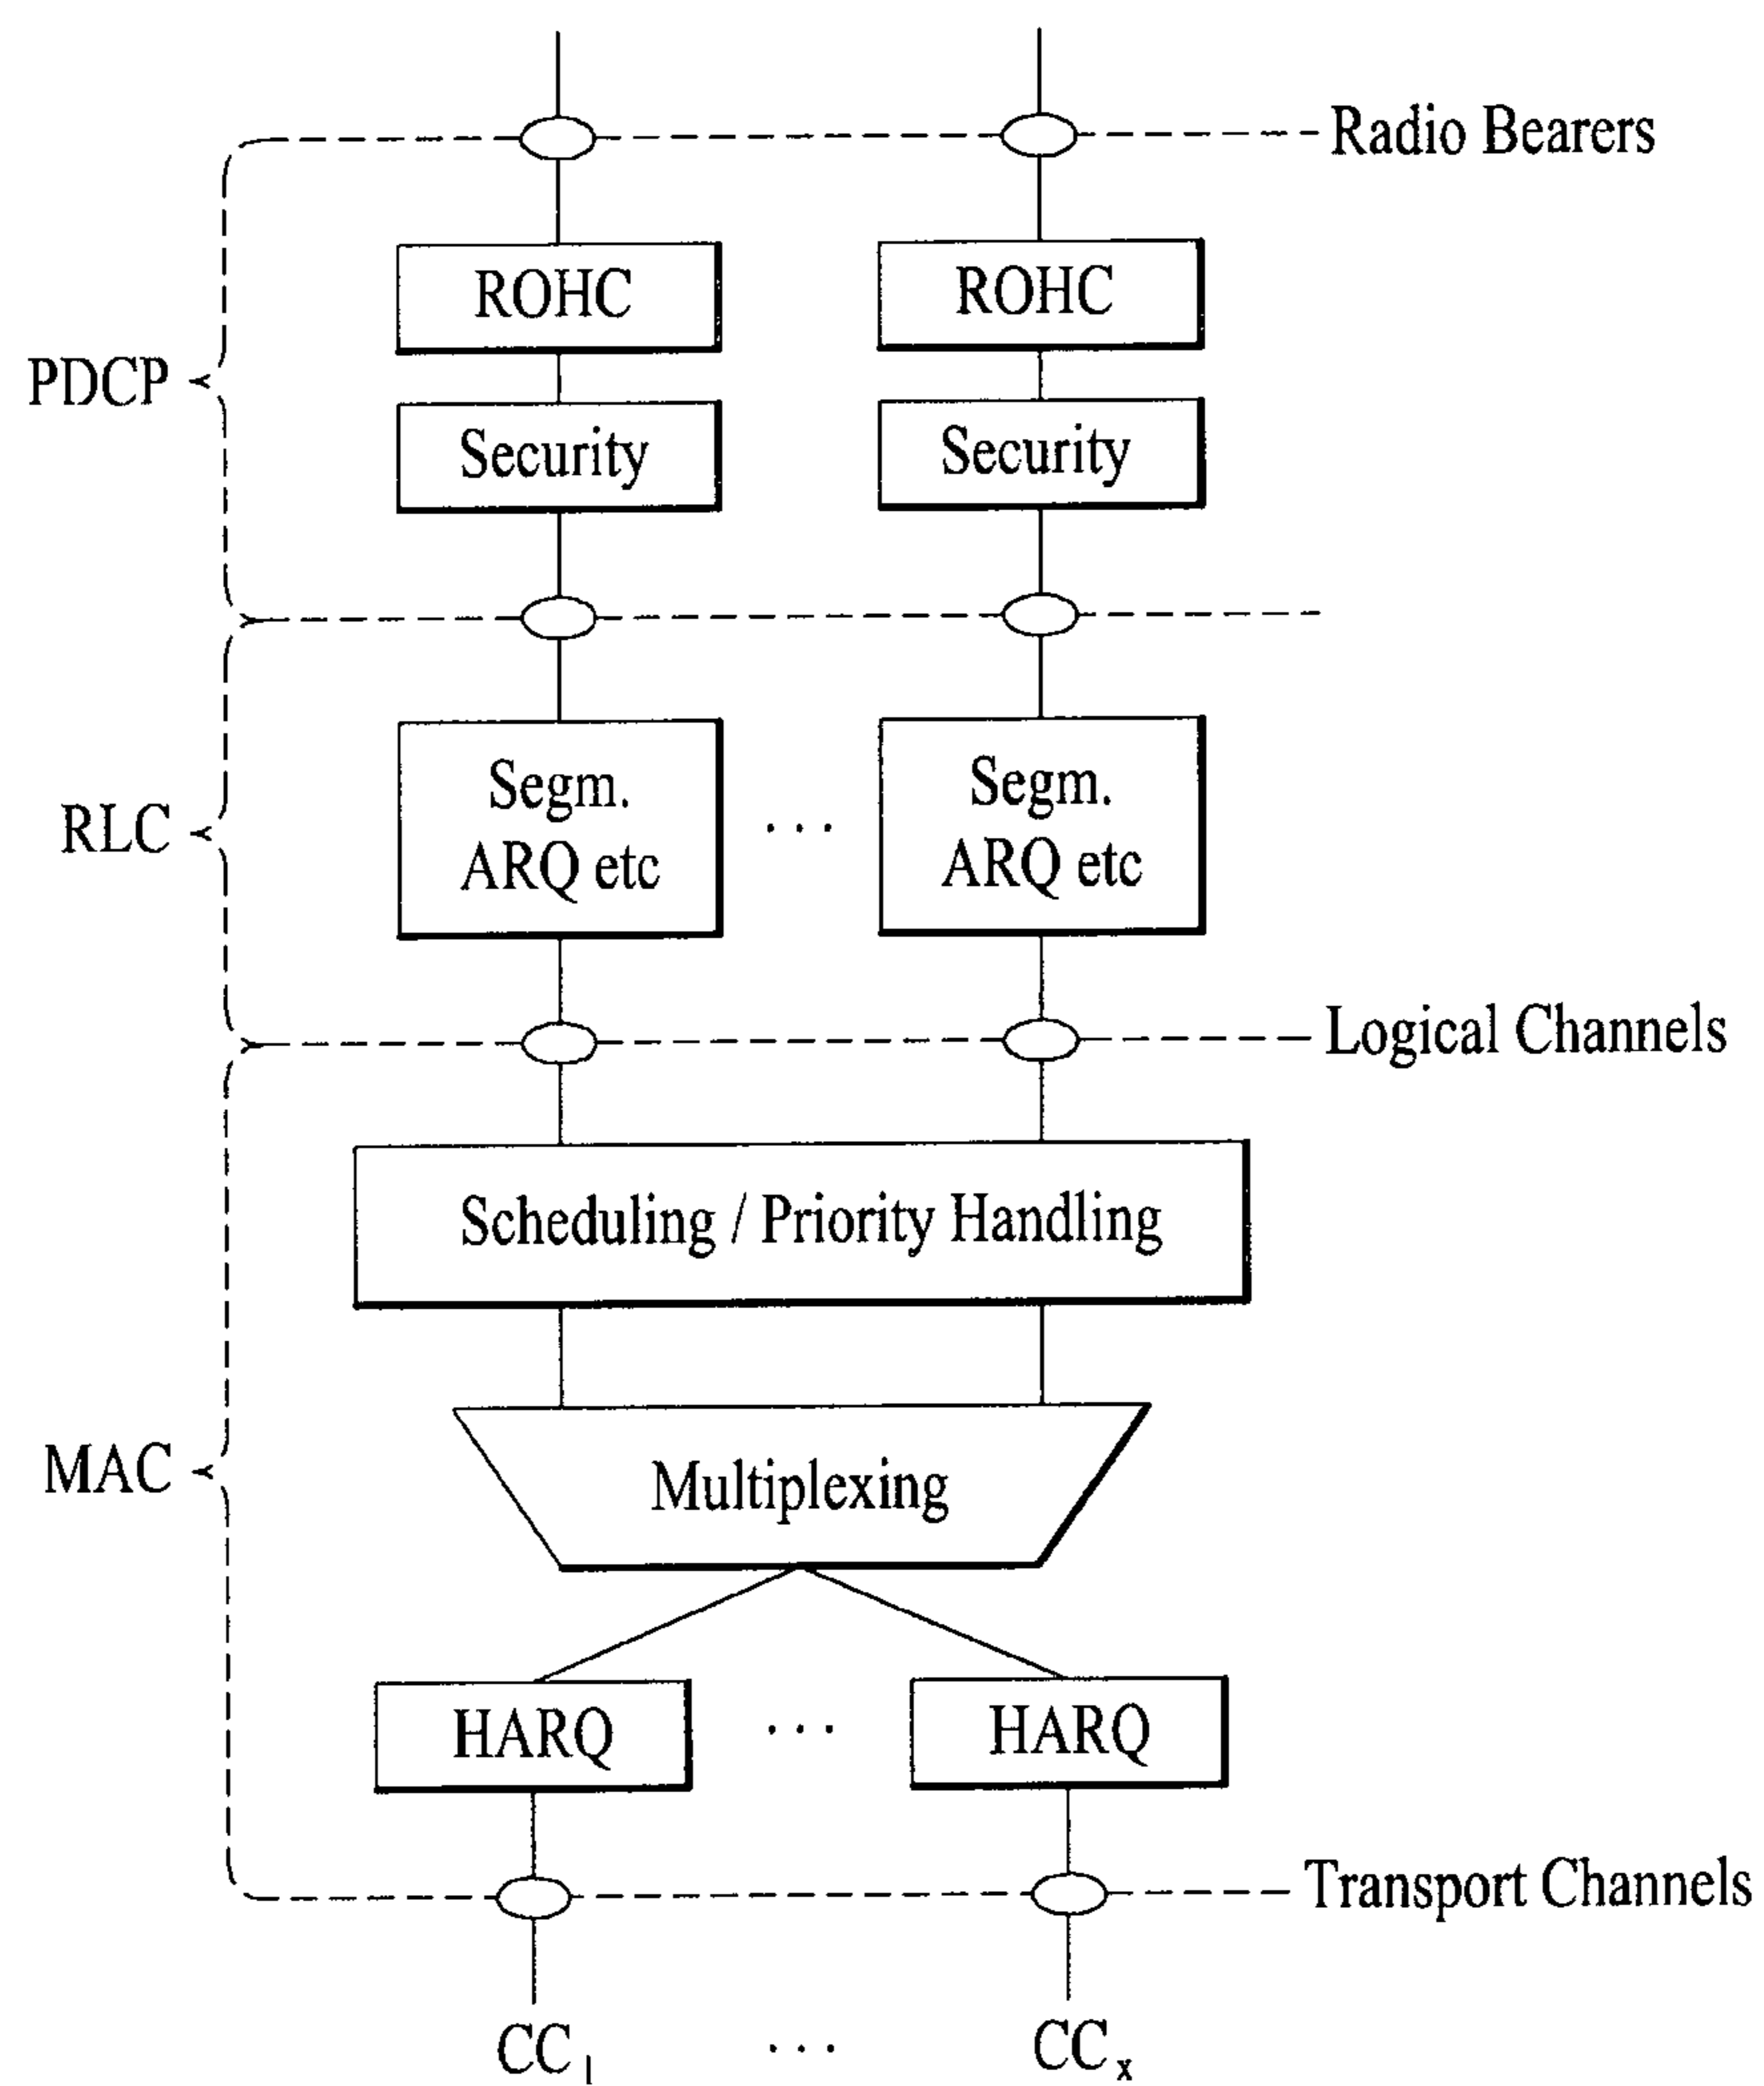 Radio Bearers
ROHC ROHC
PDCP
Security Security
Segm. Segm.
RLC ...
ARQ etc ARQ etc
Logical Channels
Scheduling / Priority Handling
MAC
Multiplexing
HARQ ... HARQ
Transport Channels
CC1 ... CCx